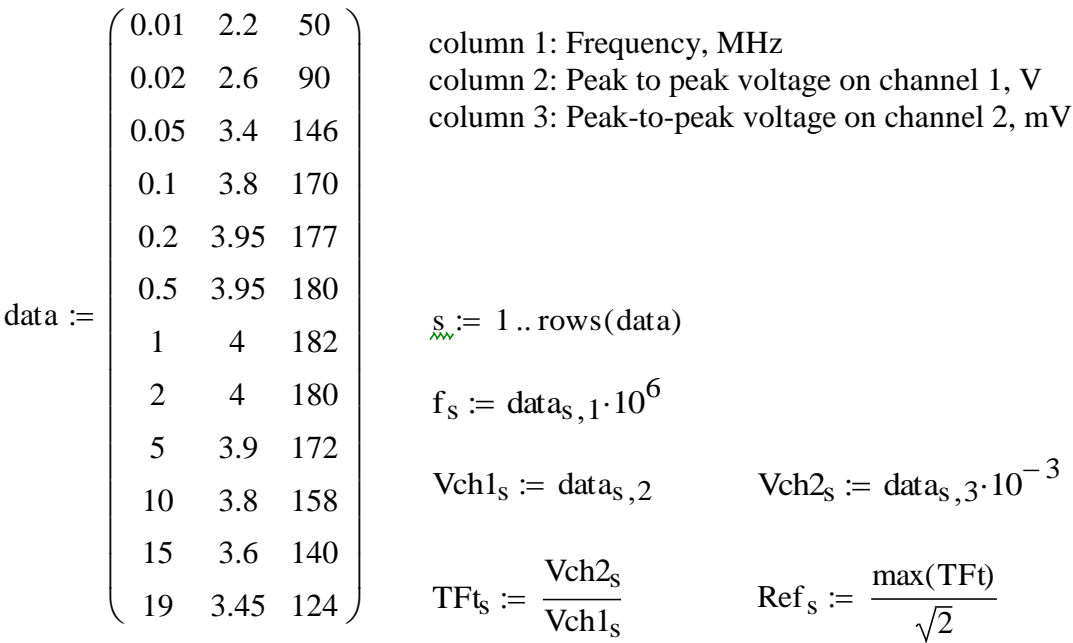 0.01 2.2 50
0.02 2.6 90
0.05 3.4 146
0.1 3.8 170
0.2 3.95 177
0.5 3.95 180
data := 1 4 182
2 4 180
5 3.9 172
10 3.8 158
15 3.6 140
19 3.45 124
column 1: Frequency, MHz
column 2: Peak to peak voltage on channel 1, V
column 3: Peak-to-peak voltage on channel 2, mV
s := 1 .. rows(data)
f_s := data_{s,1}·10^6
Vch1_s := data_{s,2} Vch2_s := data_{s,3}·10^{-3}
TFt_s := Vch2_s / Vch1_s Ref_s := max(TFt) / √2